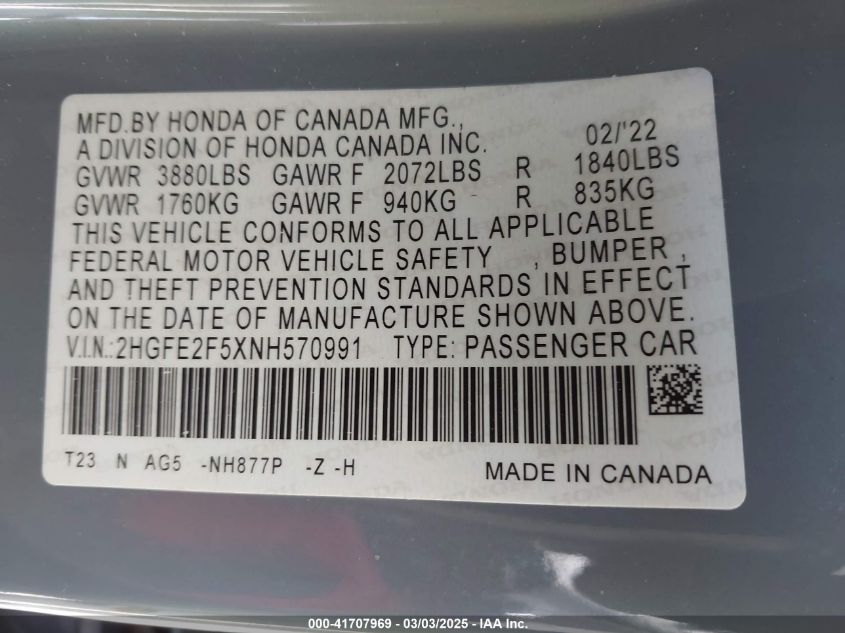 MFD.BY HONDA OF CANADA MFG.,
A DIVISION OF HONDA CANADA INC. 02/'22
GVWR 3880LBS GAWR F 2072LBS R 1840LBS
GVWR 1760KG GAWR F 940KG R 835KG
THIS VEHICLE CONFORMS TO ALL APPLICABLE
FEDERAL MOTOR VEHICLE SAFETY , BUMPER ,
AND THEFT PREVENTION STANDARDS IN EFFECT
ON THE DATE OF MANUFACTURE SHOWN ABOVE.
V.I.N.:2HGFE2F5XNH570991 TYPE: PASSENGER CAR
T23 N AG5 -NH877P -Z -H MADE IN CANADA
000-41707969 | 03/03/2025 - IAA Inc.